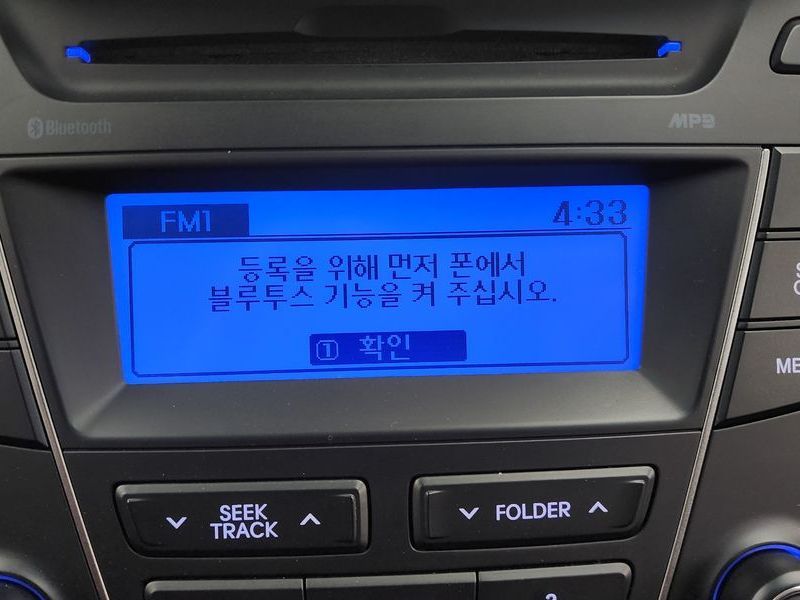 Bluetooth
MP3
FM1 4:33
등록을 위해 먼저 폰에서
블루투스 기능을 켜 주십시오.
1 확인
SEEK
TRACK
FOLDER